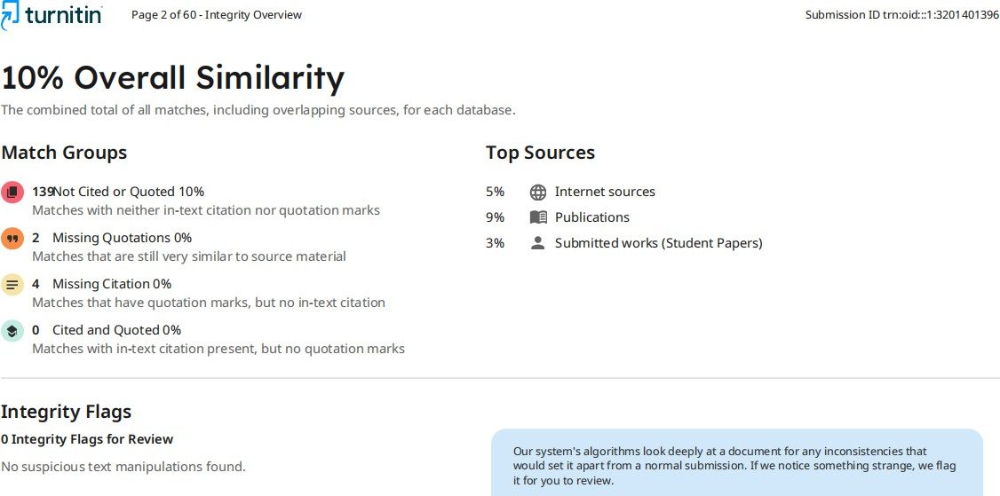 turnitin Page 2 of 60 - Integrity Overview Submission ID trn:oid:::1:3201401396
10% Overall Similarity
The combined total of all matches, including overlapping sources, for each database.
Match Groups
139Not Cited or Quoted 10%
Matches with neither in-text citation nor quotation marks
2 Missing Quotations 0%
Matches that are still very similar to source material
4 Missing Citation 0%
Matches that have quotation marks, but no in-text citation
0 Cited and Quoted 0%
Matches with in-text citation present, but no quotation marks
Top Sources
5% Internet sources
9% Publications
3% Submitted works (Student Papers)
Integrity Flags
0 Integrity Flags for Review
No suspicious text manipulations found.
Our system's algorithms look deeply at a document for any inconsistencies that
would set it apart from a normal submission. If we notice something strange, we flag
it for you to review.